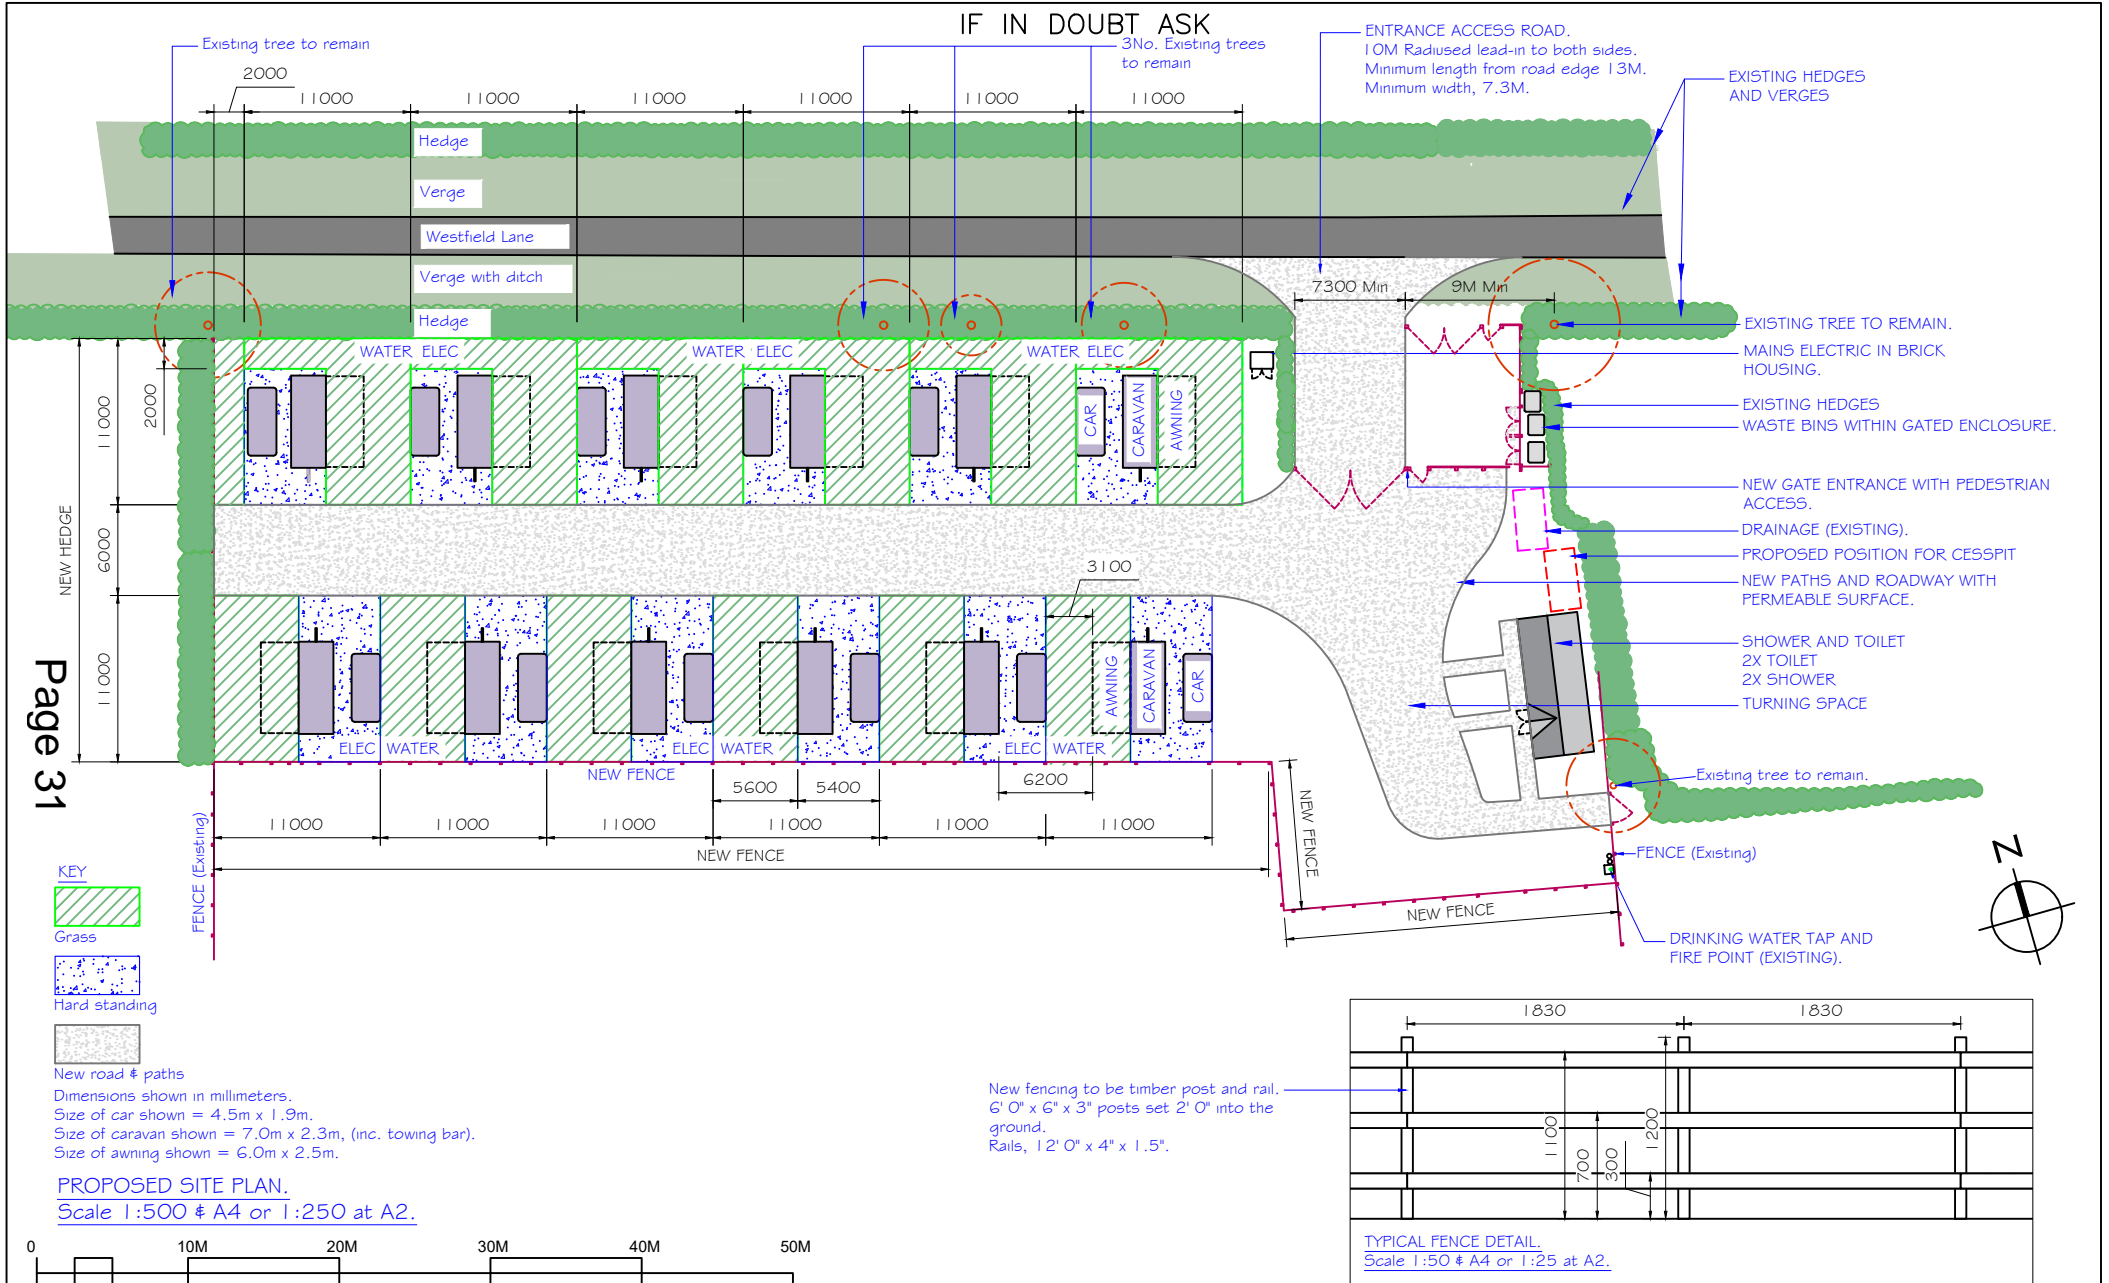 IF IN DOUBT ASK
Existing tree to remain
3No. Existing trees
to remain
ENTRANCE ACCESS ROAD.
10M Radiused lead-in to both sides.
Minimum length from road edge 13M.
Minimum width, 7.3M.
EXISTING HEDGES
AND VERGES
2000
11000
11000
11000
11000
11000
11000
Hedge
Verge
Westfield Lane
Verge with ditch
Hedge
7300 Min
9M Min
EXISTING TREE TO REMAIN.
MAINS ELECTRIC IN BRICK
HOUSING.
EXISTING HEDGES
WASTE BINS WITHIN GATED ENCLOSURE.
NEW GATE ENTRANCE WITH PEDESTRIAN
ACCESS.
DRAINAGE (EXISTING).
PROPOSED POSITION FOR CESSPIT
NEW PATHS AND ROADWAY WITH
PERMEABLE SURFACE.
SHOWER AND TOILET
2X TOILET
2X SHOWER
TURNING SPACE
Existing tree to remain.
FENCE (Existing)
DRINKING WATER TAP AND
FIRE POINT (EXISTING).
WATER ELEC
WATER ELEC
WATER ELEC
CAR
CARAVAN
AWNING
NEW HEDGE
11000
2000
6000
11000
3100
AWNING
CARAVAN
CAR
ELEC WATER
ELEC WATER
ELEC WATER
NEW FENCE
5600
5400
6200
11000
11000
11000
11000
11000
11000
NEW FENCE
NEW FENCE
NEW FENCE
FENCE (Existing)
Page 31
N
KEY
Grass
Hard standing
New road & paths
Dimensions shown in millimeters.
Size of car shown = 4.5m x 1.9m.
Size of caravan shown = 7.0m x 2.3m, (inc. towing bar).
Size of awning shown = 6.0m x 2.5m.
PROPOSED SITE PLAN.
Scale 1:500 & A4 or 1:250 at A2.
0 10M 20M 30M 40M 50M
New fencing to be timber post and rail.
6' 0" x 6" x 3" posts set 2' 0" into the
ground.
Rails, 12' 0" x 4" x 1.5".
1830
1830
1100
700
300
1200
TYPICAL FENCE DETAIL.
Scale 1:50 & A4 or 1:25 at A2.